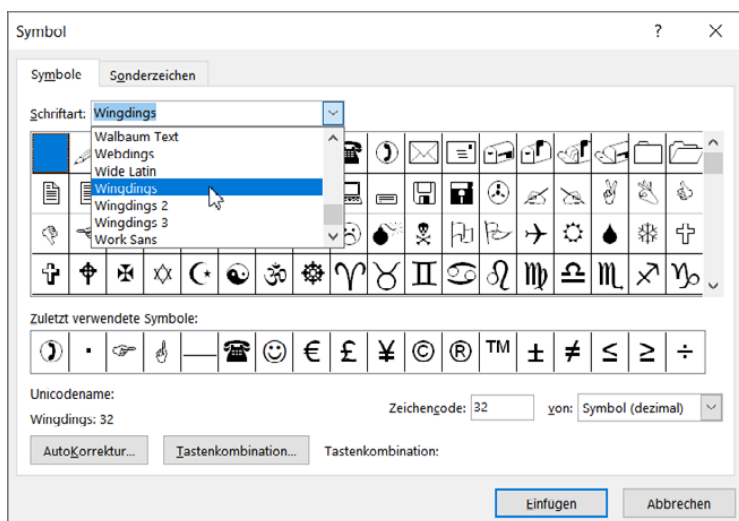 Symbol
Symbole Sonderzeichen
Schriftart: Wingdings
Walbaum Text
Webdings
Wide Latin
Wingdings
Wingdings 2
Wingdings 3
Work Sans
Zuletzt verwendete Symbole:
€ £ ¥ © ® ™ ± ≠ ≤ ≥ ÷
Unicodename:
Wingdings: 32
Zeichencode: 32 von: Symbol (dezimal)
AutoKorrektur... Tastenkombination... Tastenkombination:
Einfügen Abbrechen